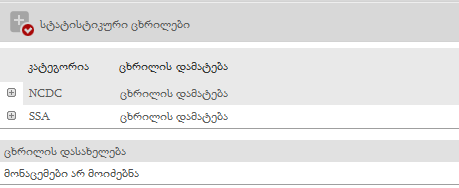 სტატისტიკური ცხრილები
კატეგორია ცხრილის დამატება
NCDC ცხრილის დამატება
SSA ცხრილის დამატება
ცხრილის დასახელება
მონაცემები არ მოიძებნა